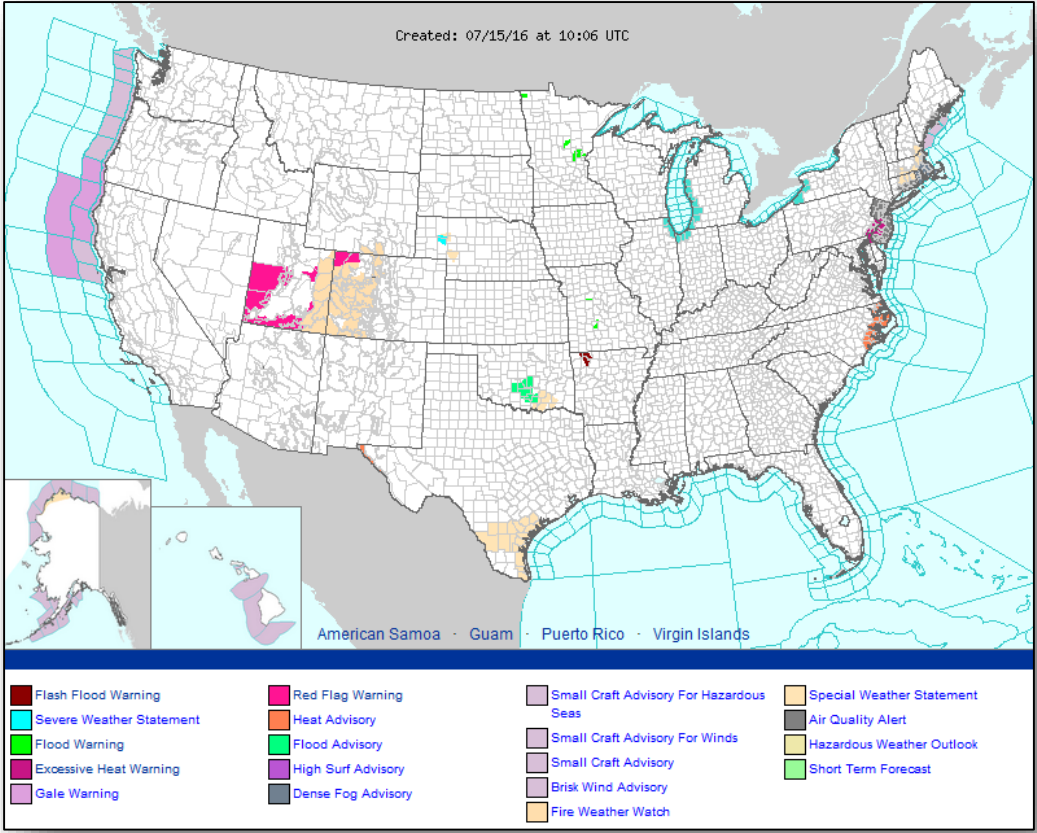 Created: 07/15/16 at 10:06 UTC
American Samoa · Guam · Puerto Rico · Virgin Islands
Flash Flood Warning
Severe Weather Statement
Flood Warning
Excessive Heat Warning
Gale Warning
Red Flag Warning
Heat Advisory
Flood Advisory
High Surf Advisory
Dense Fog Advisory
Small Craft Advisory For Hazardous
Seas
Small Craft Advisory For Winds
Small Craft Advisory
Brisk Wind Advisory
Fire Weather Watch
Special Weather Statement
Air Quality Alert
Hazardous Weather Outlook
Short Term Forecast